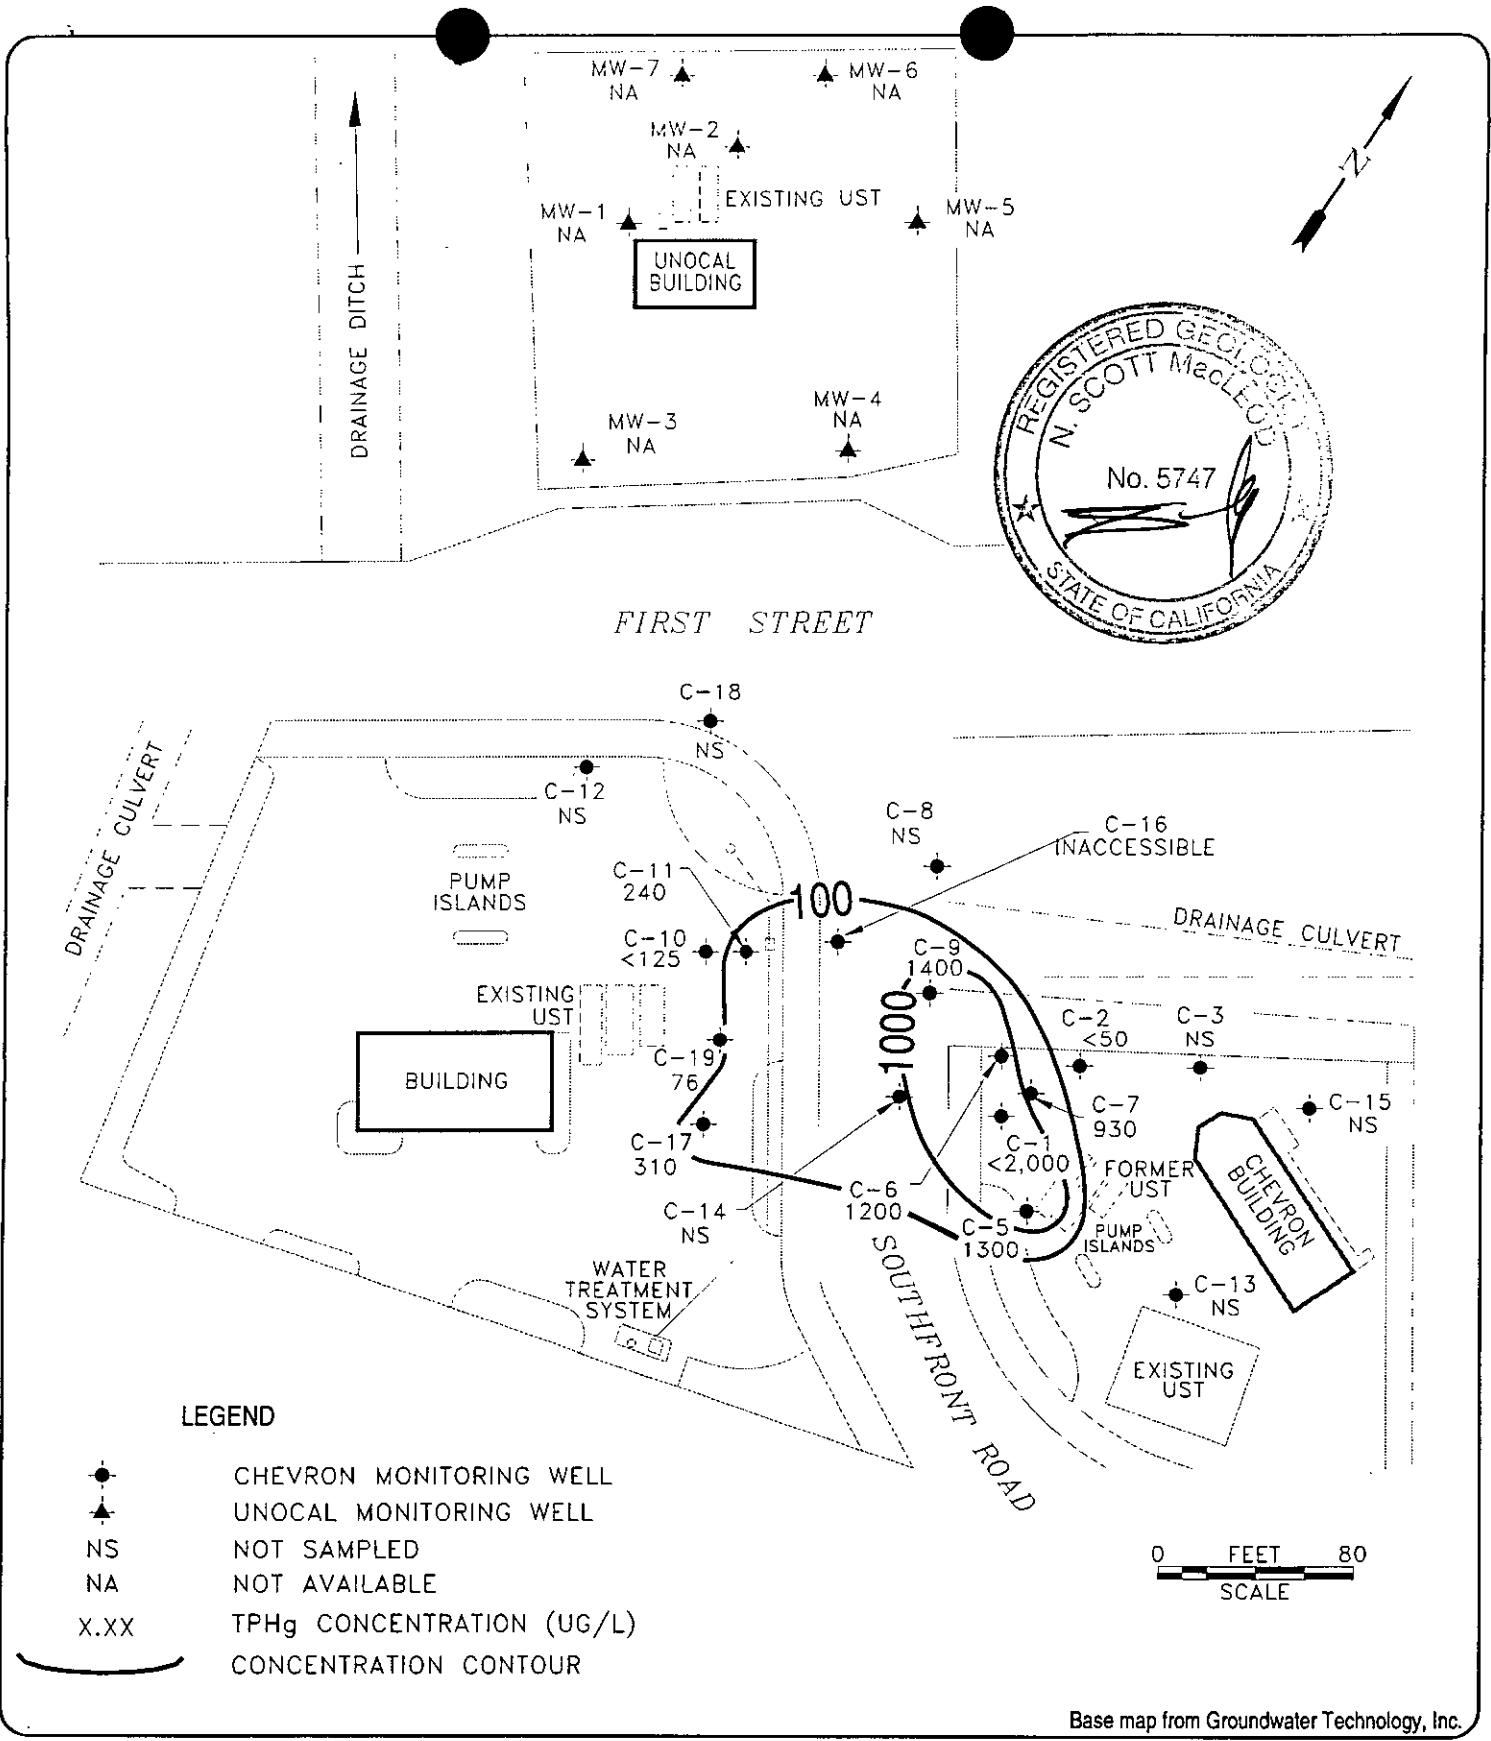 MW-7
NA
MW-6
NA
MW-2
NA
EXISTING UST
MW-1
NA
MW-5
NA
UNOCAL
BUILDING
DRAINAGE DITCH
N
MW-3
NA
MW-4
NA
REGISTERED GEOLOGIST
N. SCOTT MacLEOD
No. 5747
STATE OF CALIFORNIA
FIRST STREET
C-18
NS
C-12
NS
DRAINAGE CULVERT
C-8
NS
C-16
INACCESSIBLE
PUMP
ISLANDS
C-11
240
100
DRAINAGE CULVERT
C-10
<125
C-9
1400
EXISTING
UST
1000
C-2
<50
C-3
NS
C-19
76
BUILDING
C-7
930
C-15
NS
C-17
310
C-1
<2,000
FORMER
UST
CHEVRON
BUILDING
C-6
1200
C-14
NS
C-5
1300
PUMP
ISLANDS
WATER
TREATMENT
SYSTEM
SOUTHFRONT ROAD
C-13
NS
EXISTING
UST
LEGEND
CHEVRON MONITORING WELL
UNOCAL MONITORING WELL
NS NOT SAMPLED
NA NOT AVAILABLE
X.XX TPHg CONCENTRATION (UG/L)
CONCENTRATION CONTOUR
0 FEET 80
SCALE
Base map from Groundwater Technology, Inc.